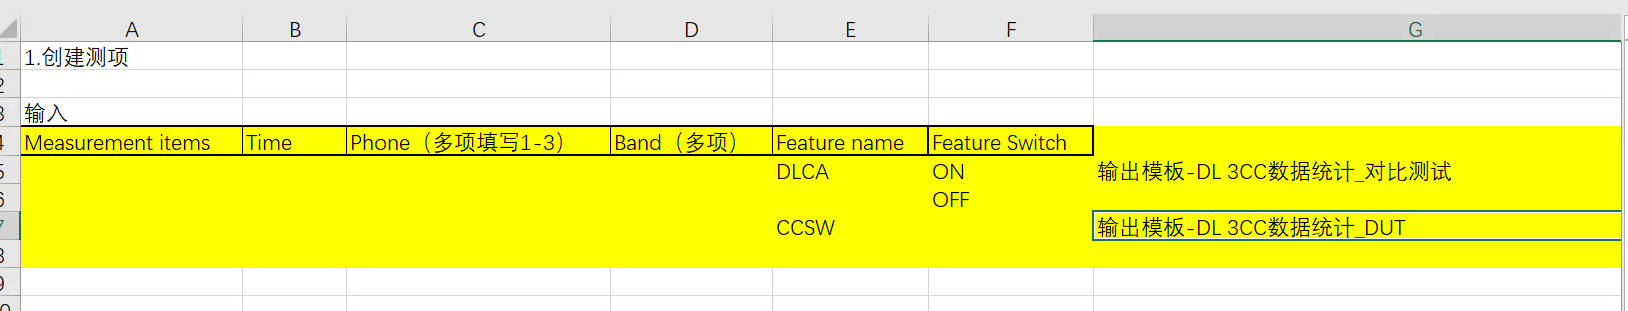 A B C D E F G
1 1.创建测项
2
3 输入
4 Measurement items Time Phone（多项填写1-3） Band（多项） Feature name Feature Switch
5 DLCA ON 输出模板-DL 3CC数据统计_对比测试
6 OFF
7 CCSW 输出模板-DL 3CC数据统计_DUT
8
9